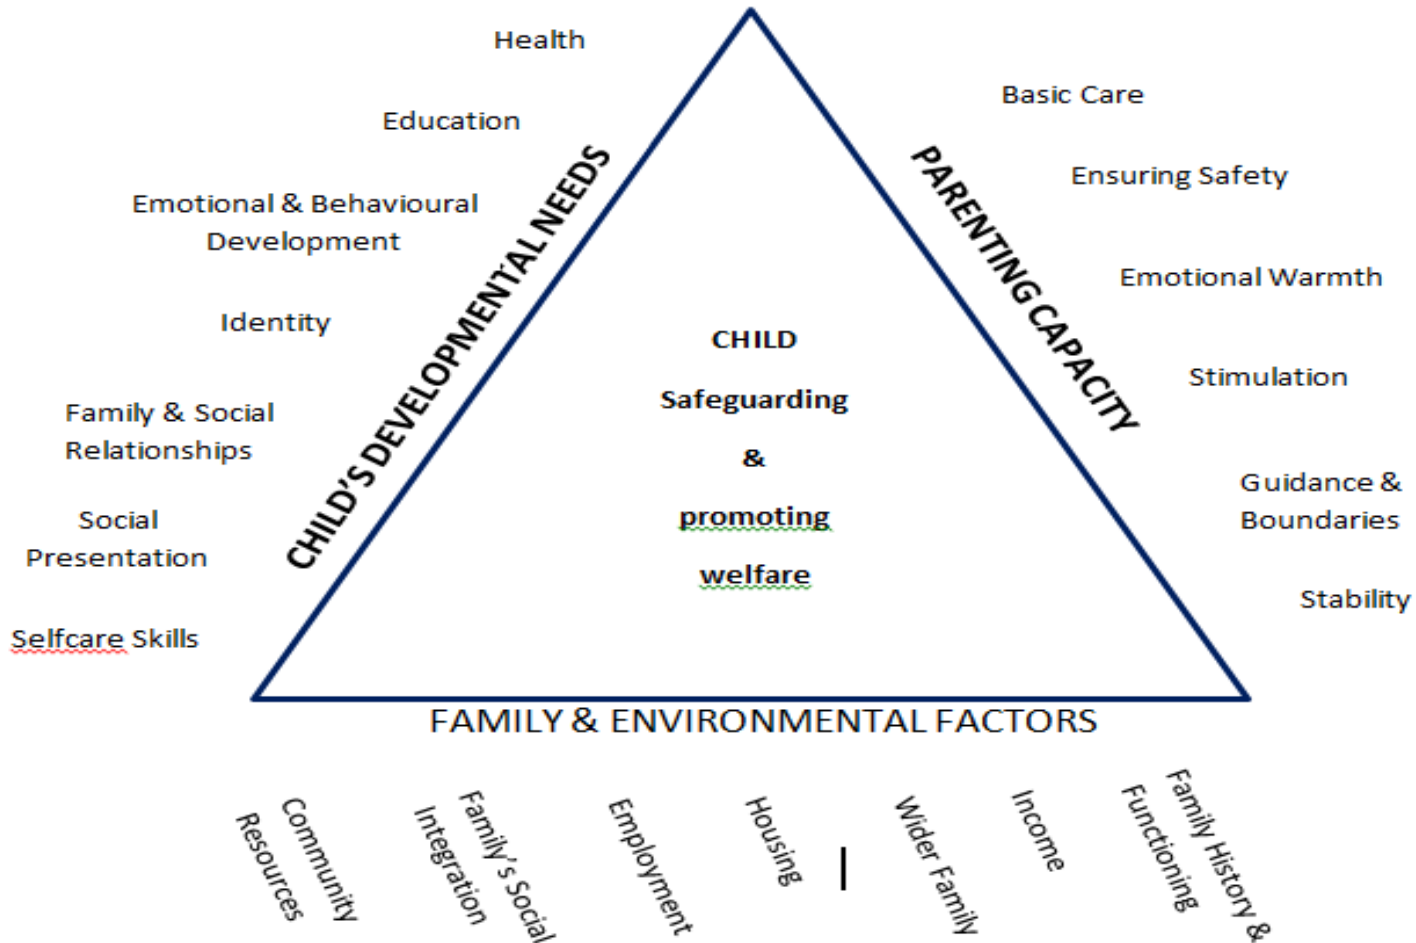 Health
Education
Emotional & Behavioural
Development
Identity
Family & Social
Relationships
Social
Presentation
Selfcare Skills
CHILD'S DEVELOPMENTAL NEEDS
CHILD
Safeguarding
&
promoting
welfare
PARENTING CAPACITY
Basic Care
Ensuring Safety
Emotional Warmth
Stimulation
Guidance &
Boundaries
Stability
FAMILY & ENVIRONMENTAL FACTORS
Community
Resources
Family's Social
Integration
Employment
Housing
Wider Family
Income
Family History &
Functioning